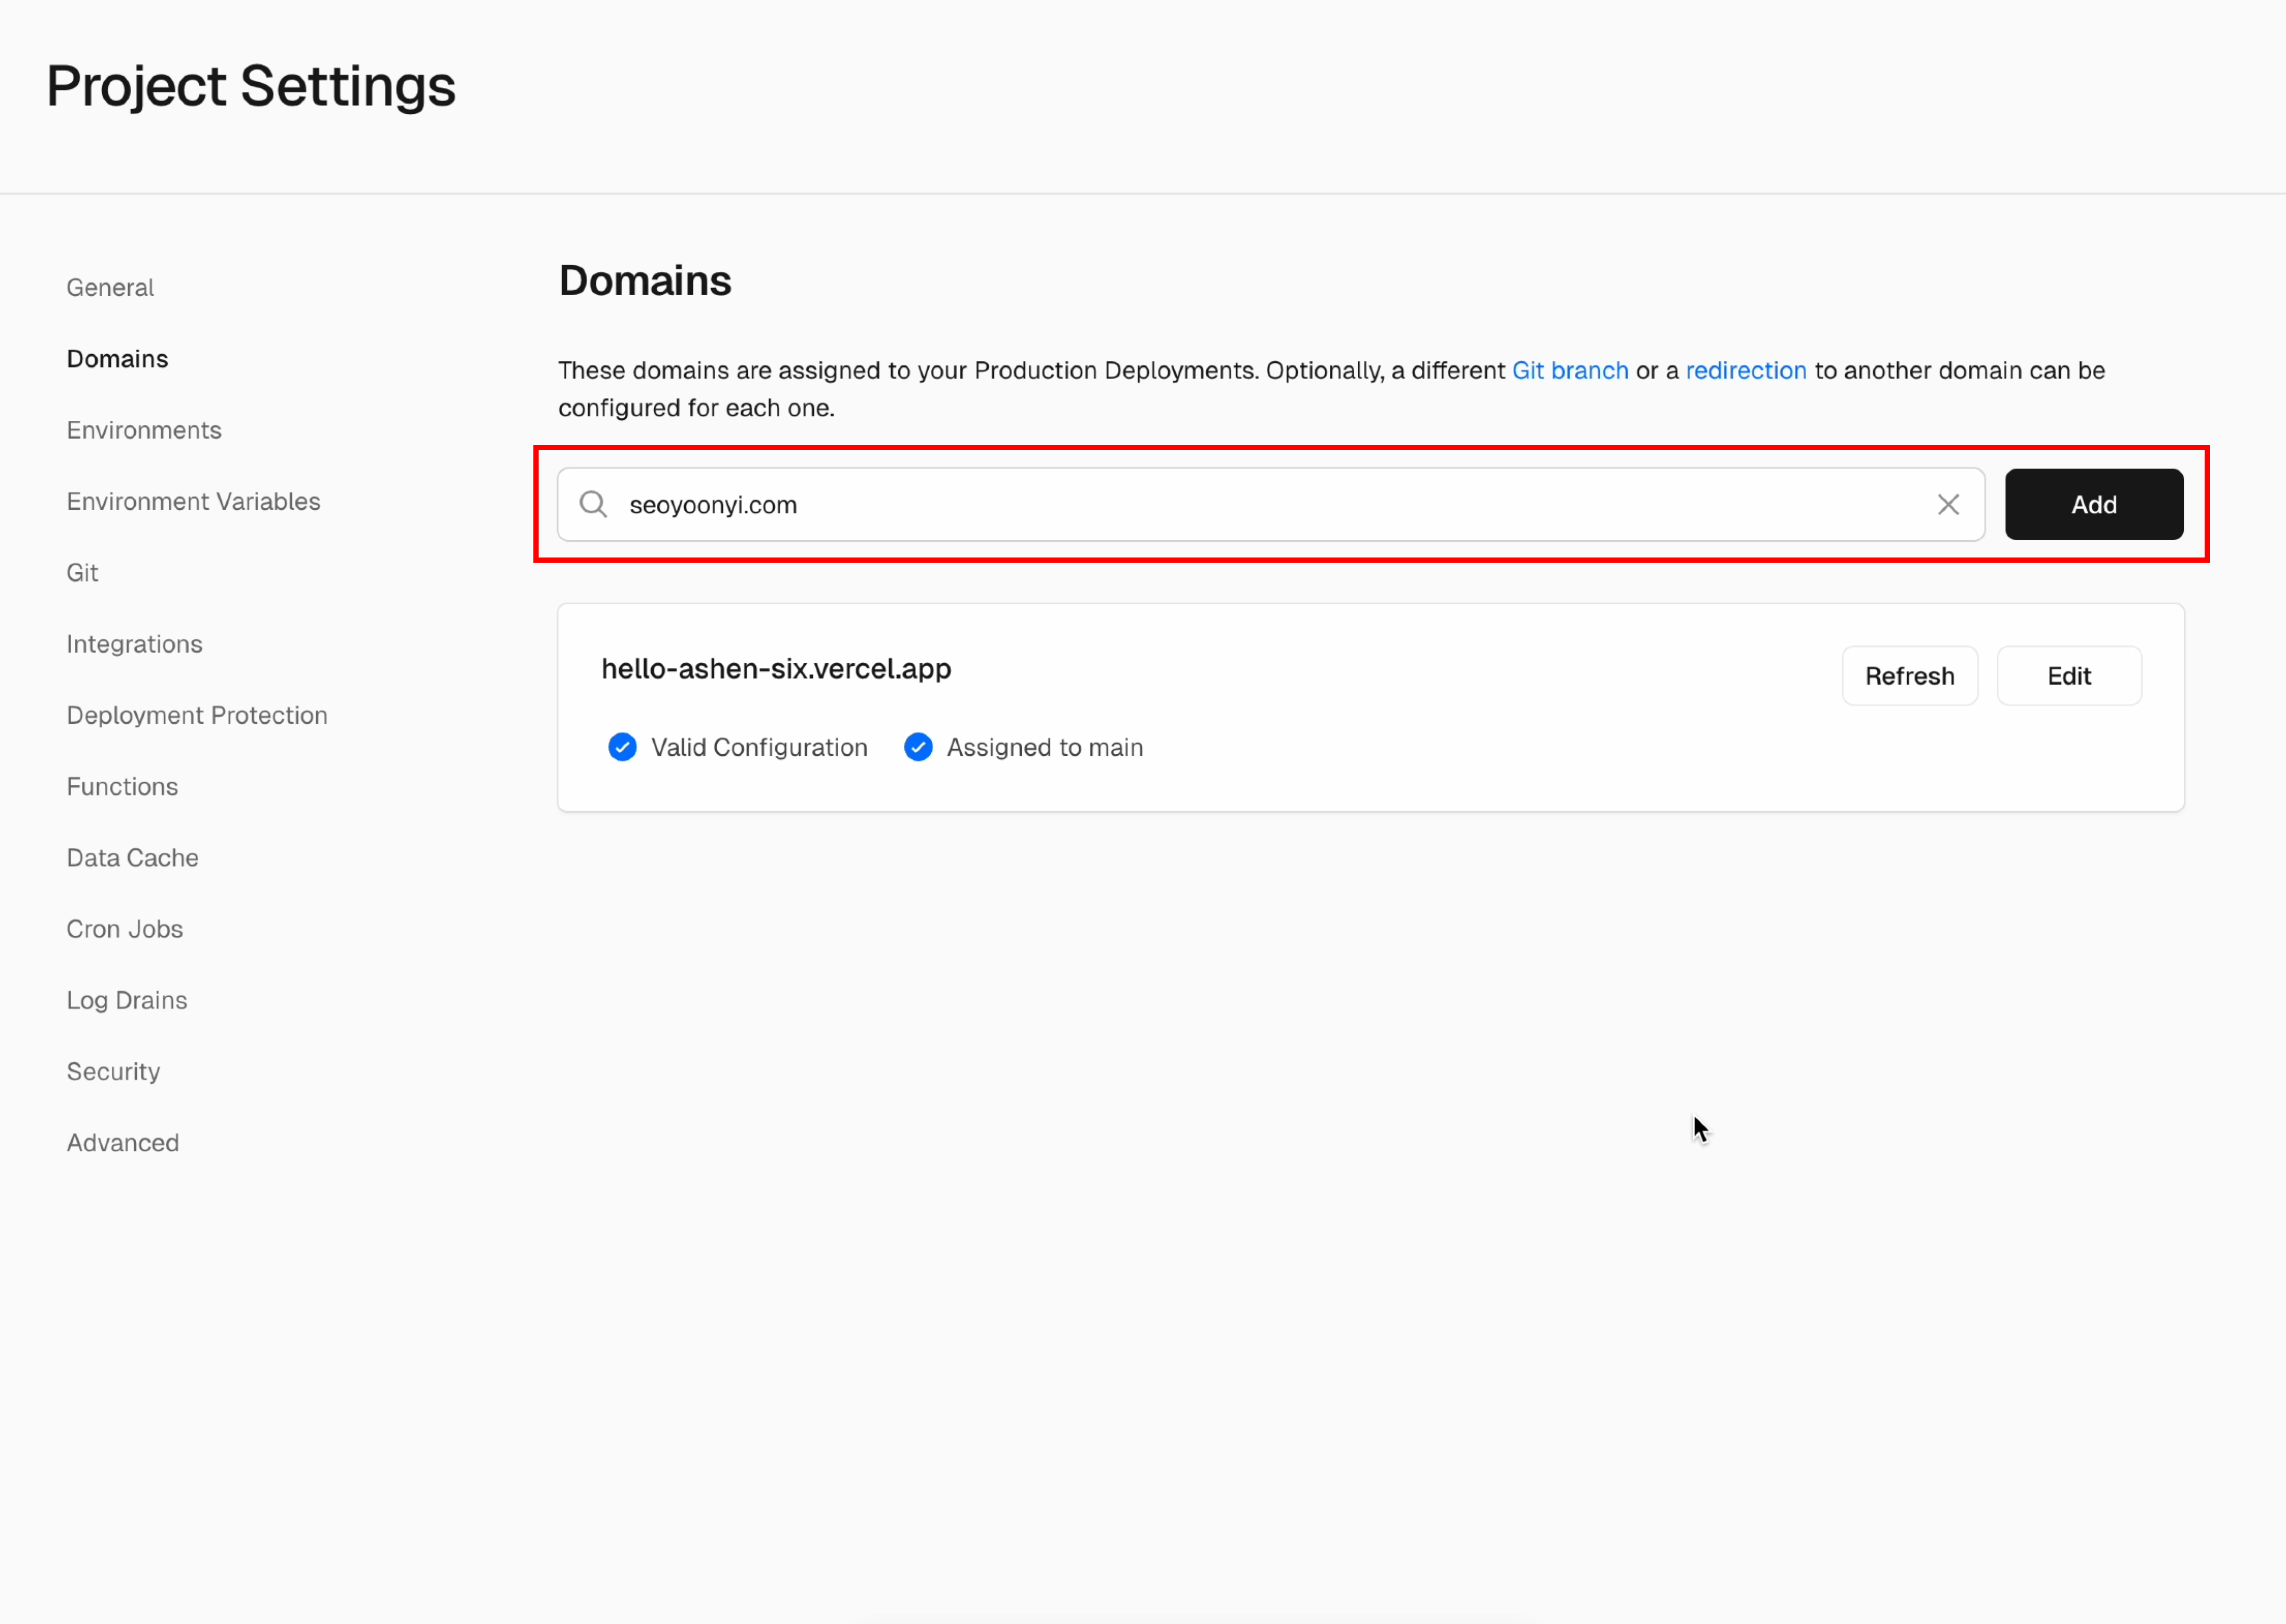 Project Settings
General
Domains
Environments
Environment Variables
Git
Integrations
Deployment Protection
Functions
Data Cache
Cron Jobs
Log Drains
Security
Advanced
Domains
These domains are assigned to your Production Deployments. Optionally, a different Git branch or a redirection to another domain can be
configured for each one.
seoyoonyi.com
Add
hello-ashen-six.vercel.app
Refresh
Edit
Valid Configuration
Assigned to main